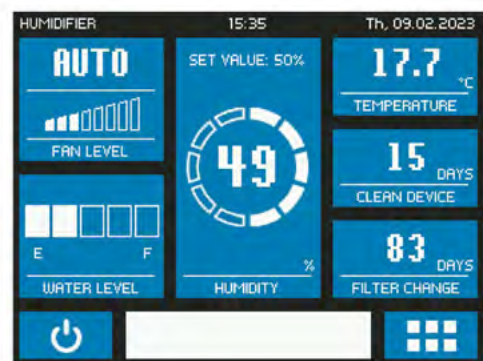 HUMIDIFIER
15:35
Th, 09.02.2023
AUTO
FAN LEVEL
E F
WATER LEVEL
SET VALUE: 50%
49
%
HUMIDITY
17.7
°C
TEMPERATURE
15
DAYS
CLEAN DEVICE
83
DAYS
FILTER CHANGE